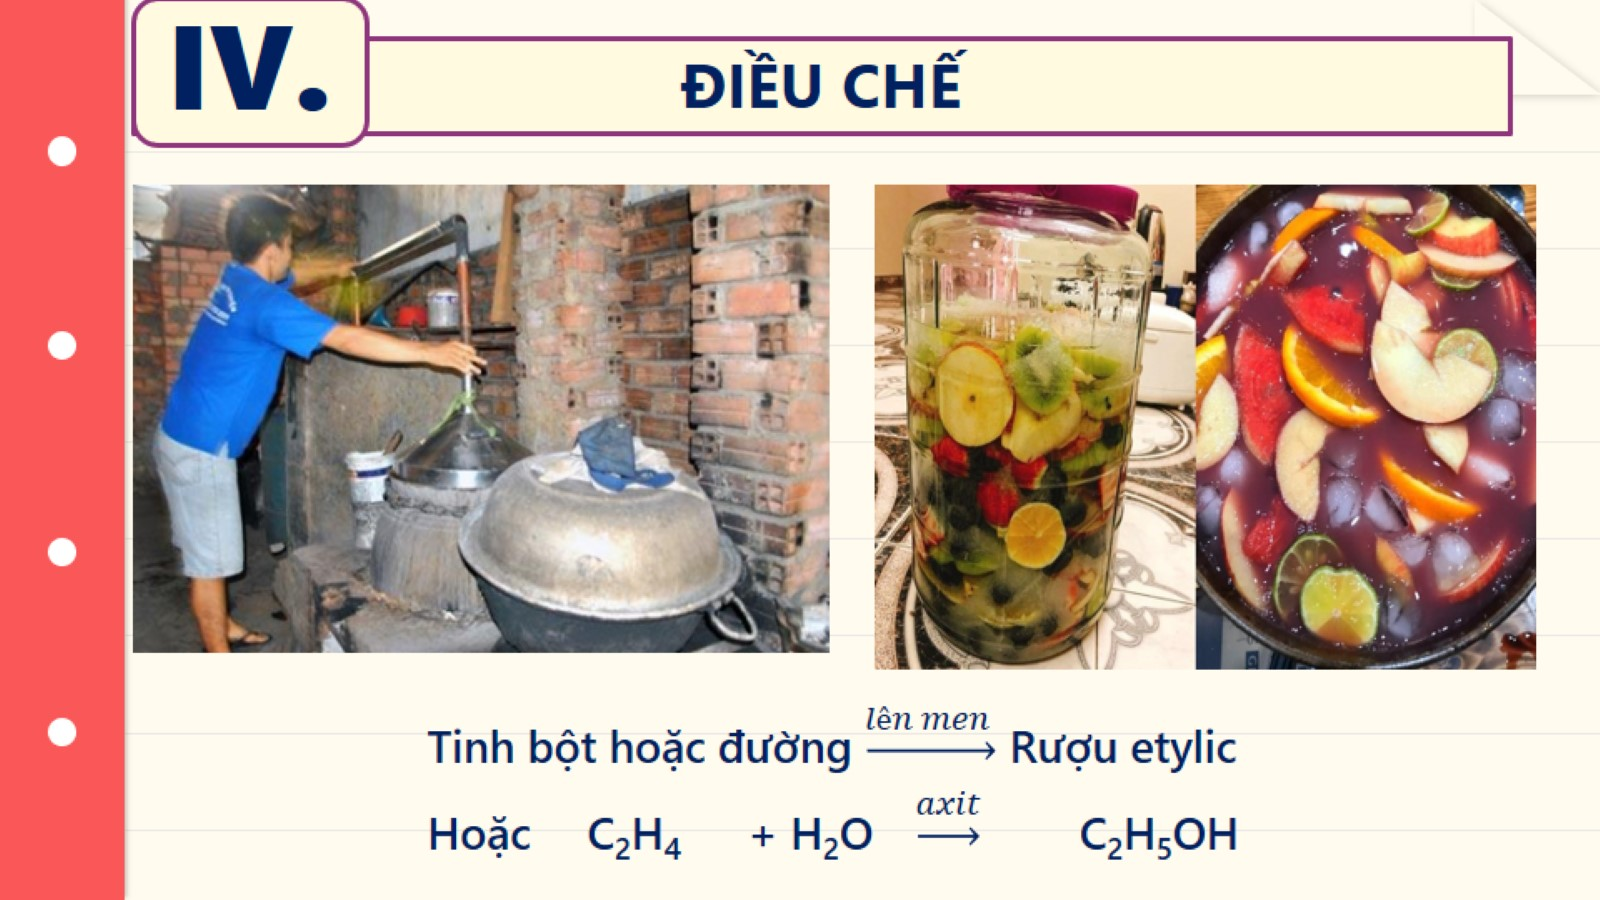 IV.
ĐIỀU CHẾ
lên men
Tinh bột hoặc đường ⟶ Rượu etylic
axit
Hoặc C₂H₄ + H₂O ⟶ C₂H₅OH